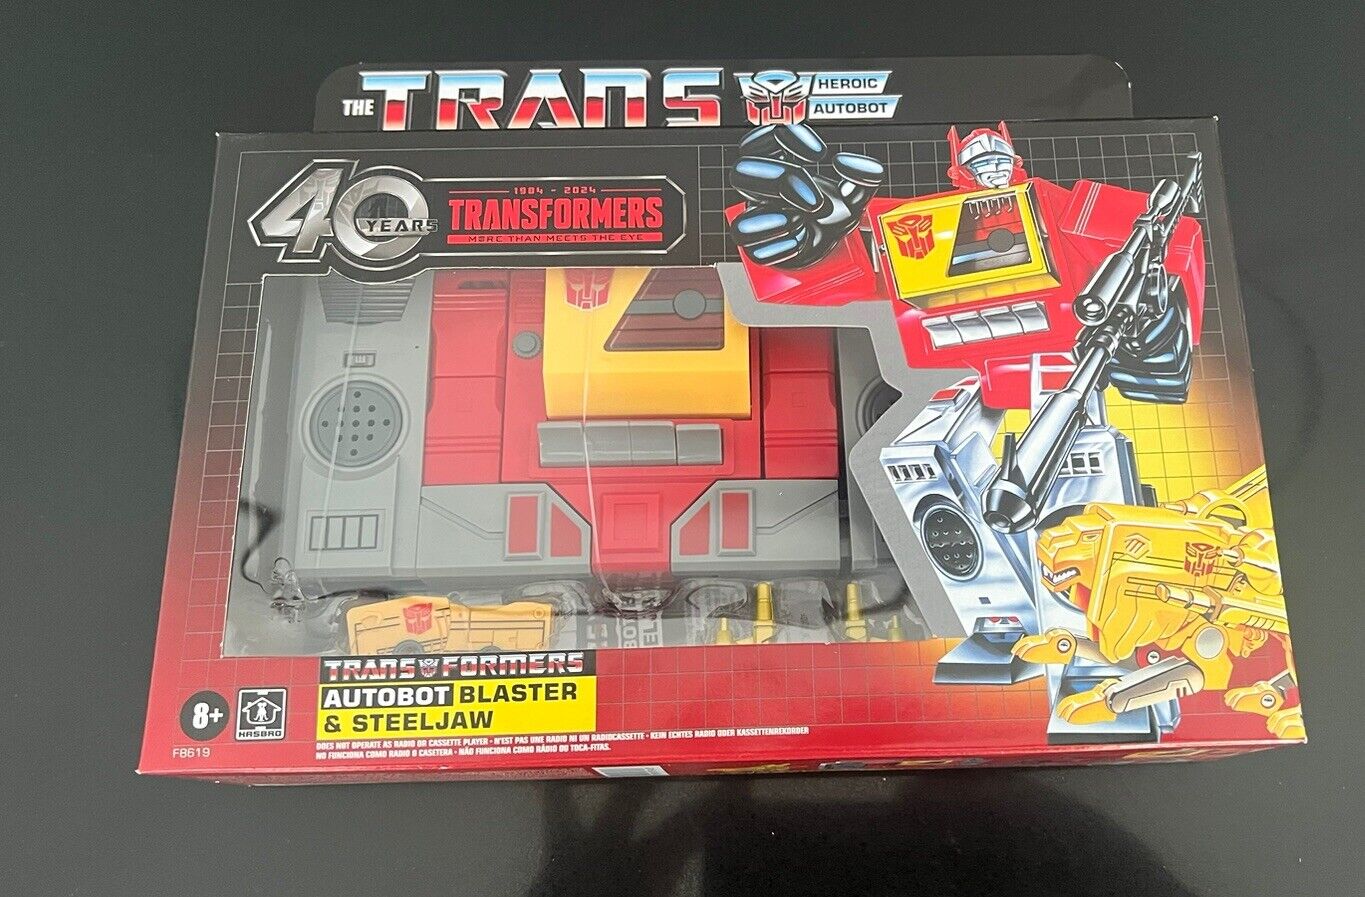 THE TRANS
HEROIC
AUTOBOT
40
YEARS
1984 - 2024
TRANSFORMERS
MORE THAN MEETS THE EYE
TRANSFORMERS
AUTOBOT BLASTER
& STEELJAW
8+
HASBRO
F8619
DOES NOT OPERATE AS RADIO OR CASSETTE PLAYER • N'EST PAS UNE RADIO NI UN RADIOCASSETTE • KEIN ECHTES RADIO ODER KASSETTENREKORDER
NO FUNCIONA COMO RADIO O CASETERA • NÃO FUNCIONA COMO RÁDIO OU TOCA-FITAS.